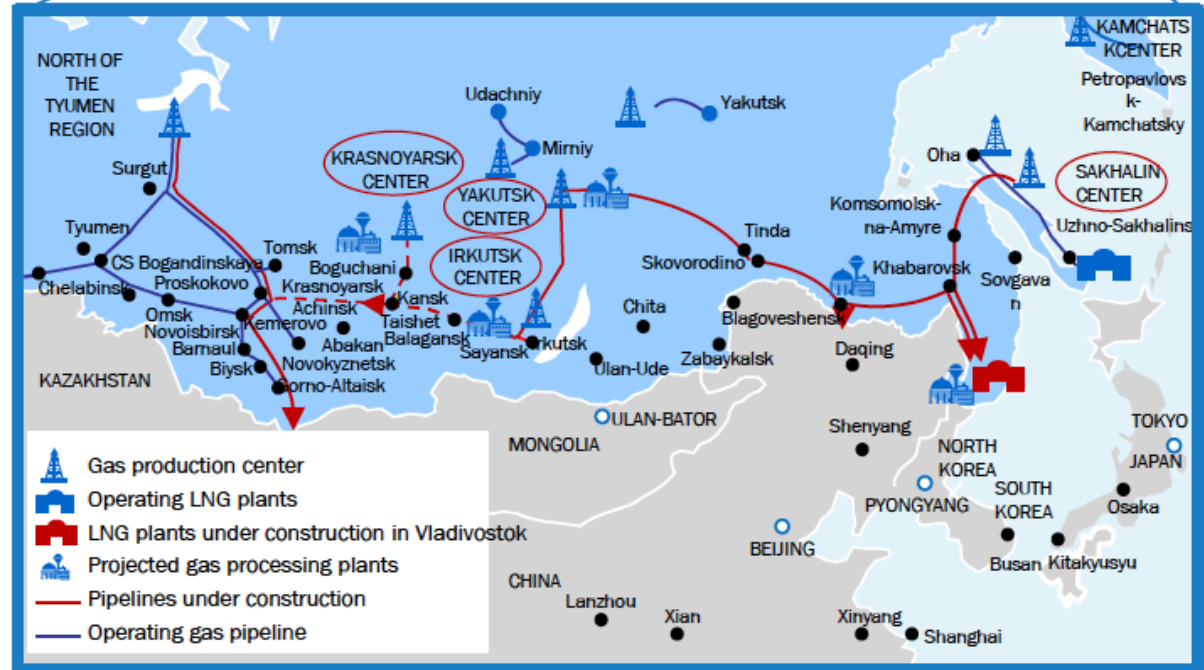 NORTH OF
THE
TYUMEN
REGION
KAMCHATS
KCENTER
Petropavlovs
k-
Kamchatsky
Udachniy
Yakutsk
Mirniy
Surgut
KRASNOYARSK
CENTER
YAKUTSK
CENTER
IRKUTSK
CENTER
Oha
SAKHALIN
CENTER
Komsomolsk-
na-Amyre
Uzhno-Sakhalins
Tyumen
CS Bogandinskaya
Chelabinsk
Proskokovo
Tomsk
Omsk
Novoisbirsk
Barnaul
Biysk
Kemerovo
Novokyznetsk
Gorno-Altaisk
Boguchani
Krasnoyarsk
Achinsk
Abakan
Kansk
Taishet
Balagansk
Sayansk
Irkutsk
Ulan-Ude
Chita
Zabaykalsk
Tinda
Skovorodino
Blagoveshensk
Khabarovsk
Sovgava
n
Daqing
KAZAKHSTAN
MONGOLIA
ULAN-BATOR
Shenyang
NORTH
KOREA
PYONGYANG
SOUTH
KOREA
TOKYO
JAPAN
Osaka
Busan
Kitakyusyu
BEIJING
CHINA
Lanzhou
Xian
Xinyang
Shanghai
Gas production center
Operating LNG plants
LNG plants under construction in Vladivostok
Projected gas processing plants
Pipelines under construction
Operating gas pipeline